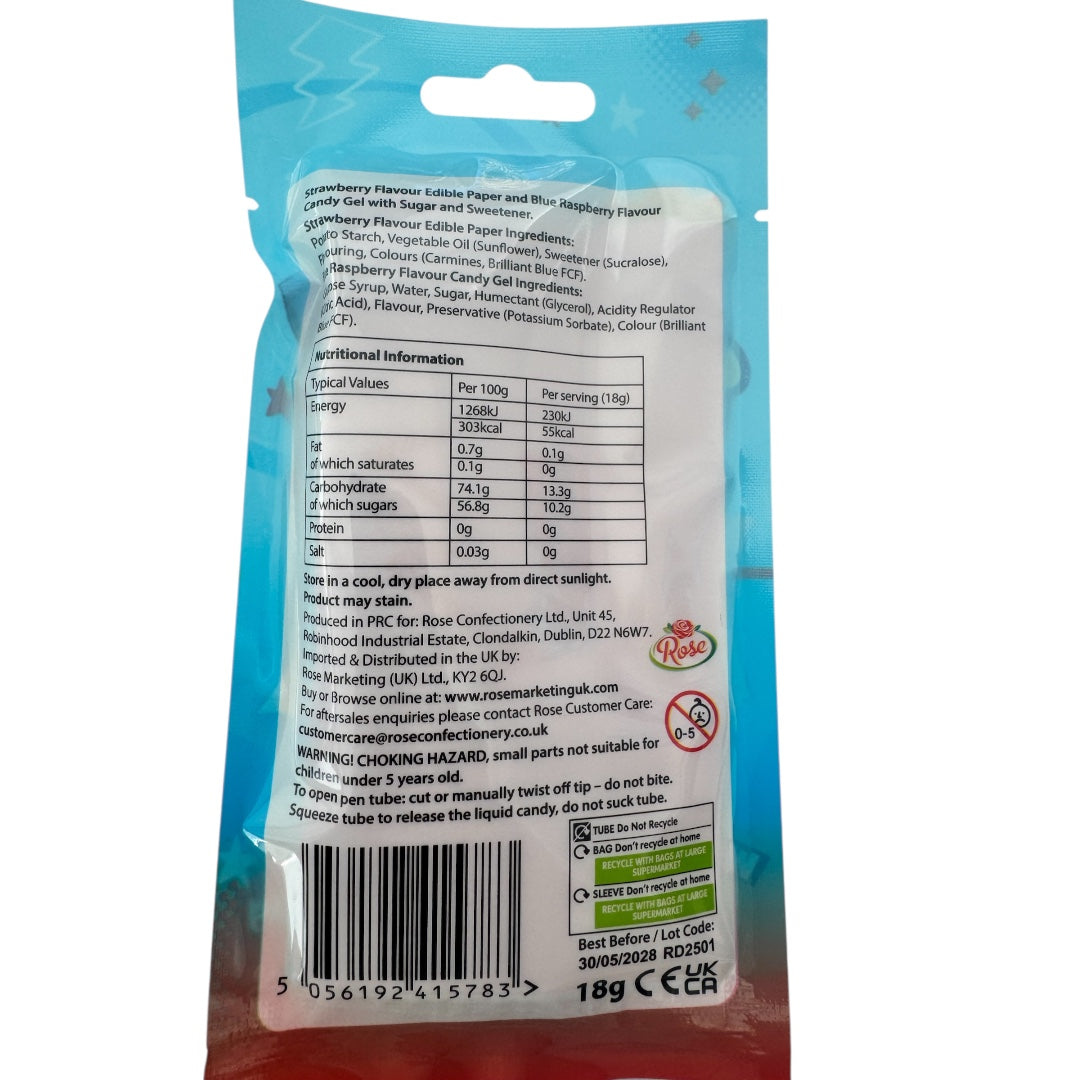 Strawberry Flavour Edible Paper and Blue Raspberry Flavour
Candy Gel with Sugar and Sweetener.
Strawberry Flavour Edible Paper Ingredients:
Potato Starch, Vegetable Oil (Sunflower), Sweetener (Sucralose),
Flavouring, Colours (Carmines, Brilliant Blue FCF).
Raspberry Flavour Candy Gel Ingredients:
Syrup, Water, Sugar, Humectant (Glycerol), Acidity Regulator
Acid), Flavour, Preservative (Potassium Sorbate), Colour (Brilliant
Blue FCF).
Nutritional Information
Typical Values Per 100g Per serving (18g)
Energy 1268kJ 230kJ
303kcal 55kcal
Fat 0.7g 0.1g
of which saturates 0.1g 0g
Carbohydrate 74.1g 13.3g
of which sugars 56.8g 10.2g
Protein 0g 0g
Salt 0.03g 0g
Store in a cool, dry place away from direct sunlight.
Product may stain.
Produced in PRC for: Rose Confectionery Ltd., Unit 45,
Robinhood Industrial Estate, Clondalkin, Dublin, D22 N6W7.
Rose
Imported & Distributed in the UK by:
Rose Marketing (UK) Ltd., KY2 6QJ.
Buy or Browse online at: www.rosemarketinguk.com
For aftersales enquiries please contact Rose Customer Care:
customercare@roseconfectionery.co.uk
0-5
WARNING! CHOKING HAZARD, small parts not suitable for
children under 5 years old.
To open pen tube: cut or manually twist off tip – do not bite.
Squeeze tube to release the liquid candy, do not suck tube.
TUBE Do Not Recycle
BAG Don't recycle at home
RECYCLE WITH BAGS AT LARGE
SUPERMARKET
SLEEVE Don't recycle at home
RECYCLE WITH BAGS AT LARGE
SUPERMARKET
Best Before / Lot Code:
30/05/2028 RD2501
18g CE UK
CA
5 056192 415783 >